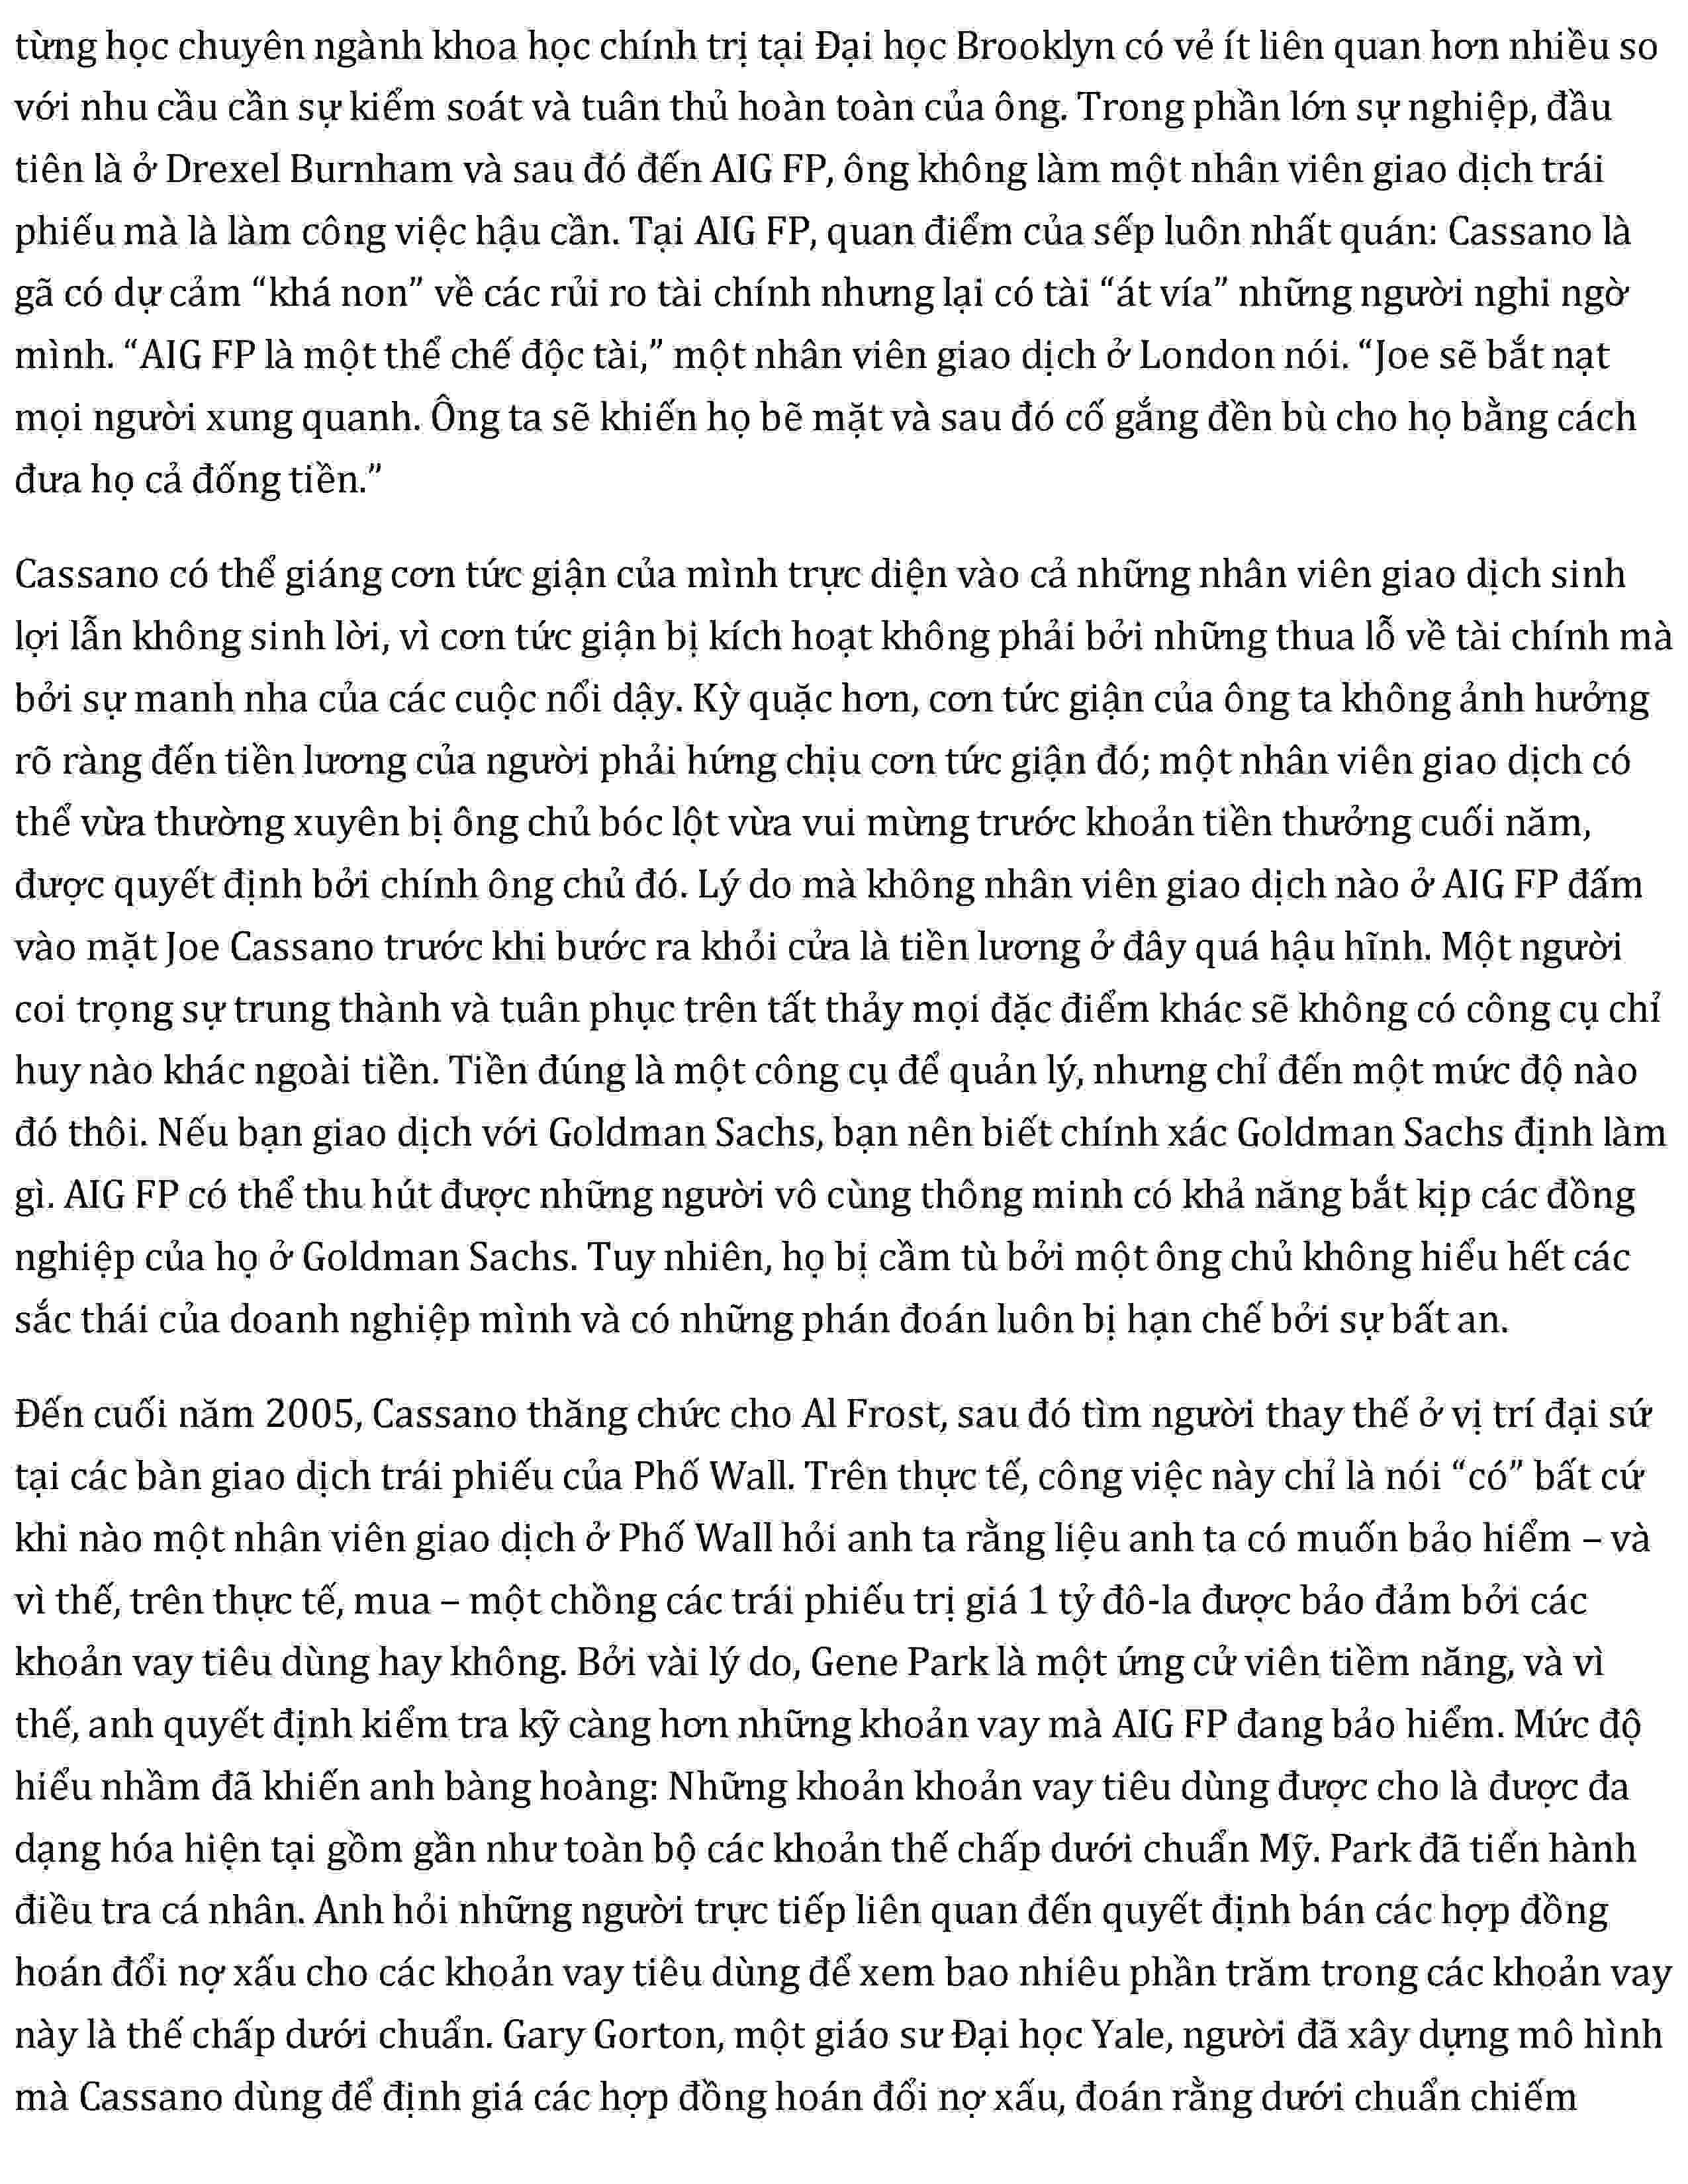 từng học chuyên ngành khoa học chính trị tại Đại học Brooklyn có vẻ ít liên quan hơn nhiều so
với nhu cầu cần sự kiểm soát và tuân thủ hoàn toàn của ông. Trong phần lớn sự nghiệp, đầu
tiên là ở Drexel Burnham và sau đó đến AIG FP, ông không làm một nhân viên giao dịch trái
phiếu mà là làm công việc hậu cần. Tại AIG FP, quan điểm của sếp luôn nhất quán: Cassano là
gã có dự cảm “khá non” về các rủi ro tài chính nhưng lại có tài “át vía” những người nghi ngờ
mình. “AIG FP là một thể chế độc tài,” một nhân viên giao dịch ở London nói. “Joe sẽ bắt nạt
mọi người xung quanh. Ông ta sẽ khiến họ bẽ mặt và sau đó cố gắng đền bù cho họ bằng cách
đưa họ cả đống tiền.”
Cassano có thể giáng cơn tức giận của mình trực diện vào cả những nhân viên giao dịch sinh
lợi lẫn không sinh lời, vì cơn tức giận bị kích hoạt không phải bởi những thua lỗ về tài chính mà
bởi sự manh nha của các cuộc nổi dậy. Kỳ quặc hơn, cơn tức giận của ông ta không ảnh hưởng
rõ ràng đến tiền lương của người phải hứng chịu cơn tức giận đó; một nhân viên giao dịch có
thể vừa thường xuyên bị ông chủ bóc lột vừa vui mừng trước khoản tiền thưởng cuối năm,
được quyết định bởi chính ông chủ đó. Lý do mà không nhân viên giao dịch nào ở AIG FP đấm
vào mặt Joe Cassano trước khi bước ra khỏi cửa là tiền lương ở đây quá hậu hĩnh. Một người
coi trọng sự trung thành và tuân phục trên tất thảy mọi đặc điểm khác sẽ không có công cụ chỉ
huy nào khác ngoài tiền. Tiền đúng là một công cụ để quản lý, nhưng chỉ đến một mức độ nào
đó thôi. Nếu bạn giao dịch với Goldman Sachs, bạn nên biết chính xác Goldman Sachs định làm
gì. AIG FP có thể thu hút được những người vô cùng thông minh có khả năng bắt kịp các đồng
nghiệp của họ ở Goldman Sachs. Tuy nhiên, họ bị cầm tù bởi một ông chủ không hiểu hết các
sắc thái của doanh nghiệp mình và có những phán đoán luôn bị hạn chế bởi sự bất an.
Đến cuối năm 2005, Cassano thăng chức cho Al Frost, sau đó tìm người thay thế ở vị trí đại sứ
tại các bàn giao dịch trái phiếu của Phố Wall. Trên thực tế, công việc này chỉ là nói “có” bất cứ
khi nào một nhân viên giao dịch ở Phố Wall hỏi anh ta rằng liệu anh ta có muốn bảo hiểm – và
vì thế, trên thực tế, mua – một chồng các trái phiếu trị giá 1 tỷ đô-la được bảo đảm bởi các
khoản vay tiêu dùng hay không. Bởi vài lý do, Gene Park là một ứng cử viên tiềm năng, và vì
thế, anh quyết định kiểm tra kỹ càng hơn những khoản vay mà AIG FP đang bảo hiểm. Mức độ
hiểu nhầm đã khiến anh bàng hoàng: Những khoản khoản vay tiêu dùng được cho là được đa
dạng hóa hiện tại gồm gần như toàn bộ các khoản thế chấp dưới chuẩn Mỹ. Park đã tiến hành
điều tra cá nhân. Anh hỏi những người trực tiếp liên quan đến quyết định bán các hợp đồng
hoán đổi nợ xấu cho các khoản vay tiêu dùng để xem bao nhiêu phần trăm trong các khoản vay
này là thế chấp dưới chuẩn. Gary Gorton, một giáo sư Đại học Yale, người đã xây dựng mô hình
mà Cassano dùng để định giá các hợp đồng hoán đổi nợ xấu, đoán rằng dưới chuẩn chiếm